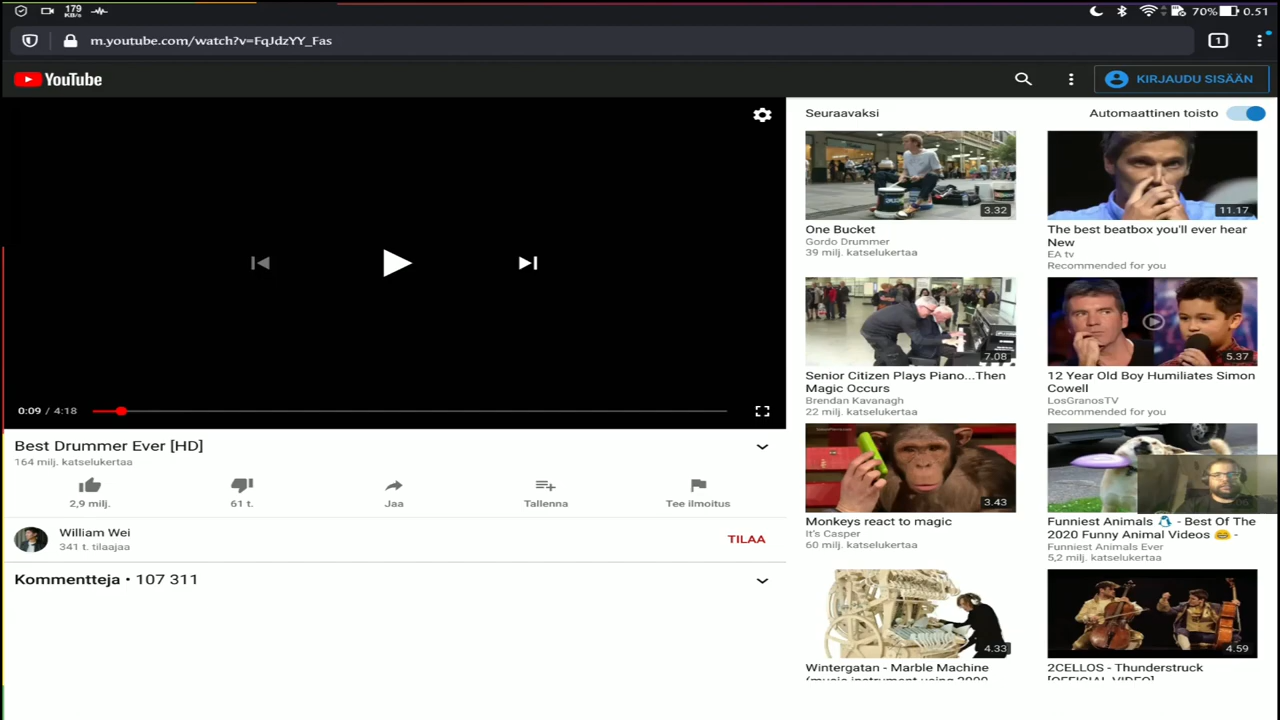 179
KB/s
70%
0.51
m.youtube.com/watch?v=FqJdzYY_Fas
1
YouTube
KIRJAUDU SISÄÄN
0:09 / 4:18
Best Drummer Ever [HD]
164 milj. katselukertaa
2,9 milj.
61 t.
Jaa
Tallenna
Tee ilmoitus
William Wei
341 t. tilaajaa
TILAA
Kommentteja • 107 311
Seuraavaksi
Automaattinen toisto
3.32
One Bucket
Gordo Drummer
39 milj. katselukertaa
11.17
The best beatbox you'll ever hear
New
EA tv
Recommended for you
7.08
Senior Citizen Plays Piano...Then
Magic Occurs
Brendan Kavanagh
22 milj. katselukertaa
5.37
12 Year Old Boy Humiliates Simon
Cowell
LosGranosTV
Recommended for you
3.43
Monkeys react to magic
It's Casper
60 milj. katselukertaa
Funniest Animals 🐧 - Best Of The
2020 Funny Animal Videos 😁 -
Funniest Animals Ever
5,2 milj. katselukertaa
4.33
Wintergatan - Marble Machine
(music instrument using 2000
4.59
2CELLOS - Thunderstruck
[OFFICIAL VIDEO]